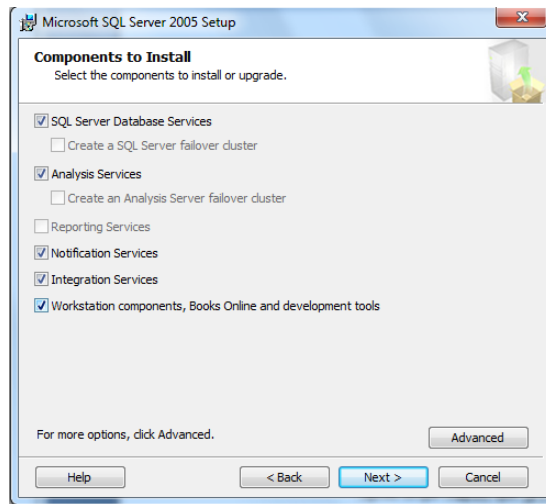 Microsoft SQL Server 2005 Setup
Components to Install
Select the components to install or upgrade.
SQL Server Database Services
Create a SQL Server failover cluster
Analysis Services
Create an Analysis Server failover cluster
Reporting Services
Notification Services
Integration Services
Workstation components, Books Online and development tools
For more options, click Advanced.
Advanced
Help
< Back
Next >
Cancel